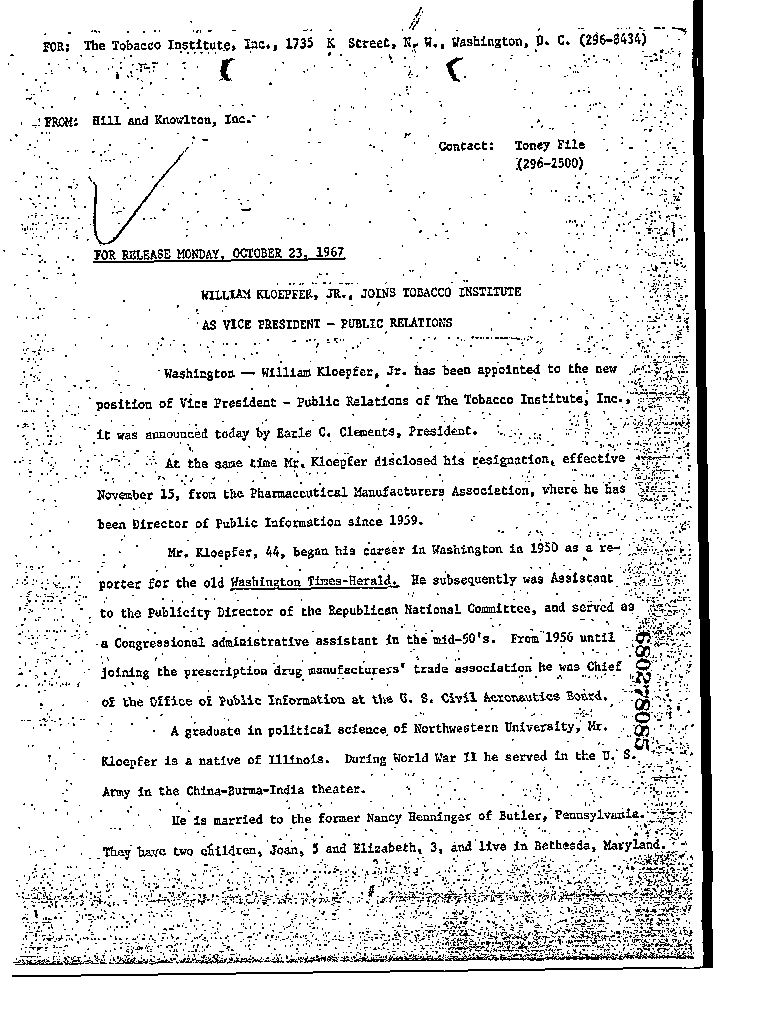 FOR: The Tobacco Institute, Inc., 1735 K Street, N. W., Washington, D. C. (296-8434)
FROM: Hill and Knowlton, Inc.
Contact: Toney File
(296-2500)
FOR RELEASE MONDAY, OCTOBER 23, 1967
WILLIAM KLOEPFER, JR., JOINS TOBACCO INSTITUTE
AS VICE PRESIDENT - PUBLIC RELATIONS
Washington — William Kloepfer, Jr. has been appointed to the new
position of Vice President - Public Relations of The Tobacco Institute, Inc.,
it was announced today by Earle C. Clements, President.
At the same time Mr. Kloepfer disclosed his resignation, effective
November 15, from the Pharmaceutical Manufacturers Association, where he has
been Director of Public Information since 1959.
Mr. Kloepfer, 44, began his career in Washington in 1950 as a re-
porter for the old Washington Times-Herald. He subsequently was Assistant
to the Publicity Director of the Republican National Committee, and served as
a Congressional administrative assistant in the mid-50's. From 1956 until
joining the prescription drug manufacturers' trade association he was Chief
of the Office of Public Information at the U. S. Civil Aeronautics Board.
A graduate in political science of Northwestern University, Mr.
Kloepfer is a native of Illinois. During World War II he served in the U. S.
Army in the China-Burma-India theater.
He is married to the former Nancy Henninger of Butler, Pennsylvania.
They have two children, Joan, 5 and Elizabeth, 3, and live in Bethesda, Maryland.
#
680278085